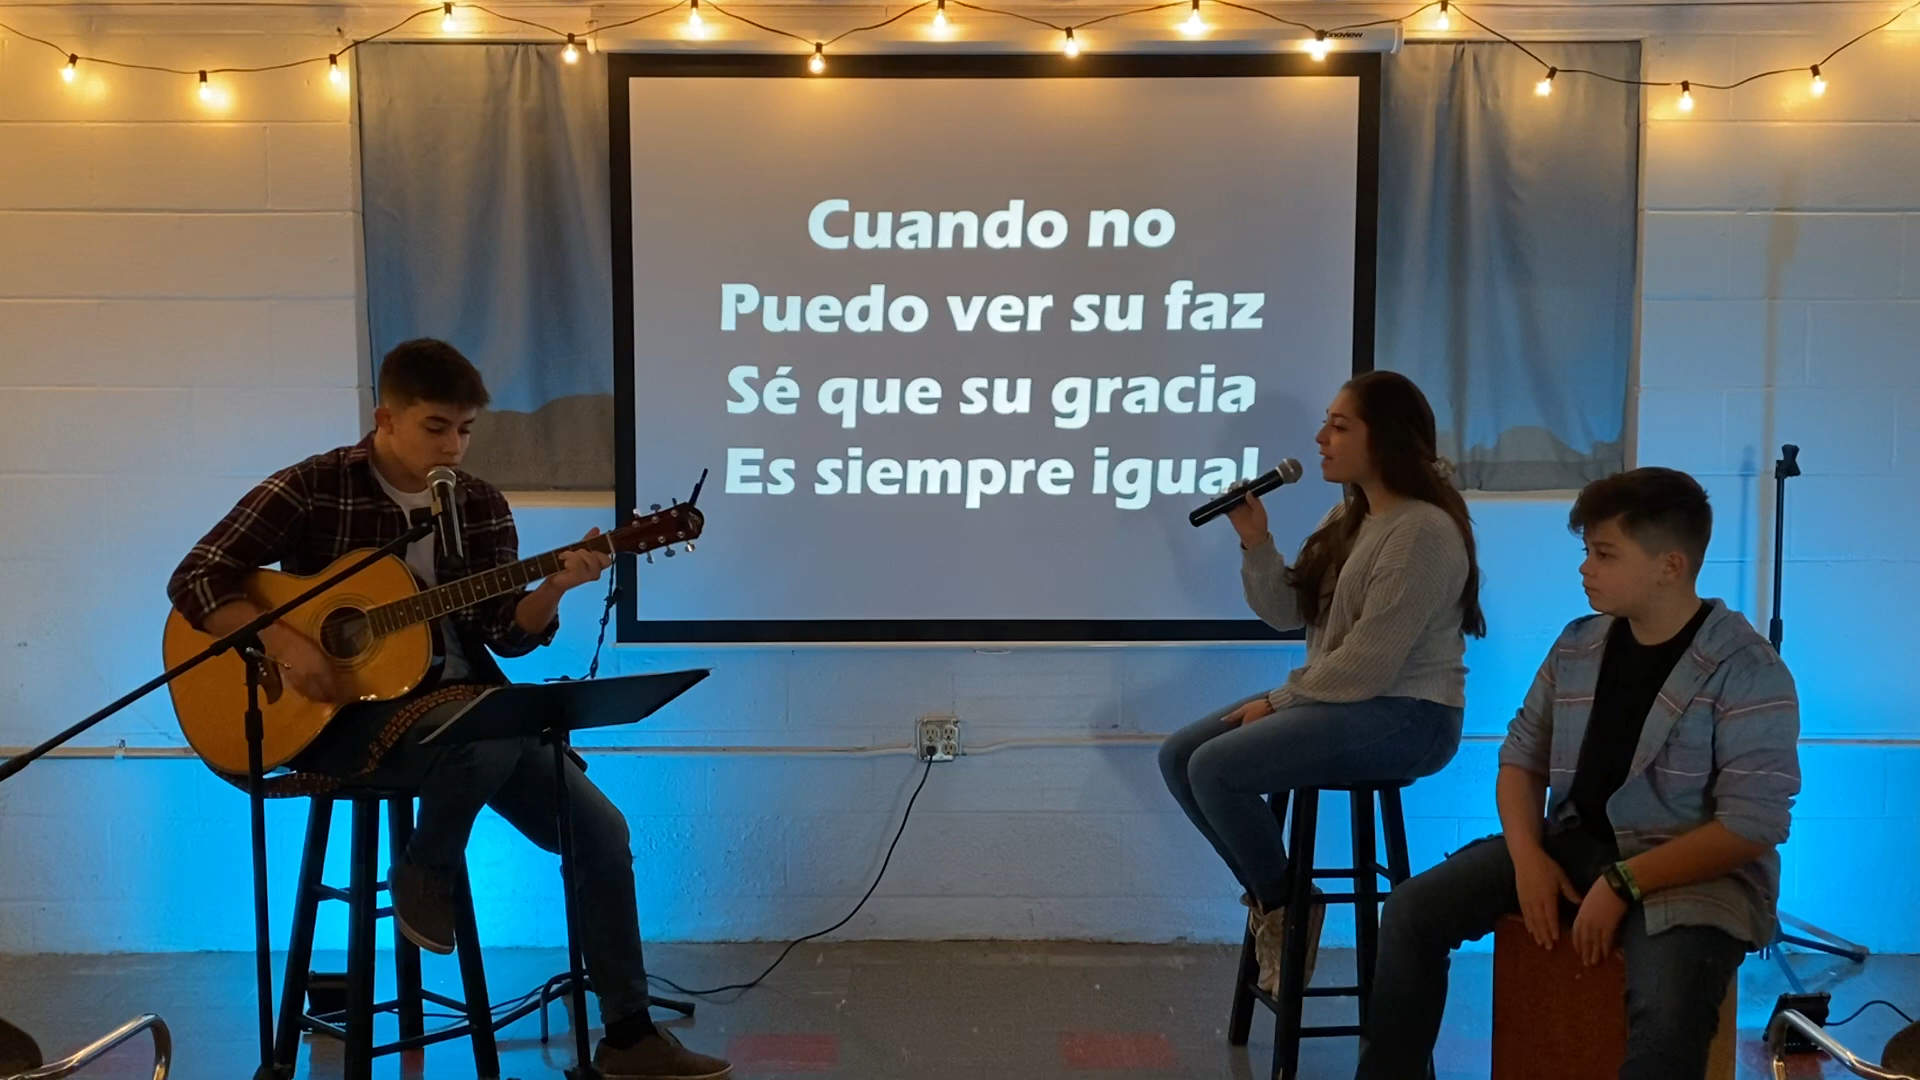 Cuando no
Puedo ver su faz
Sé que su gracia
Es siempre igual